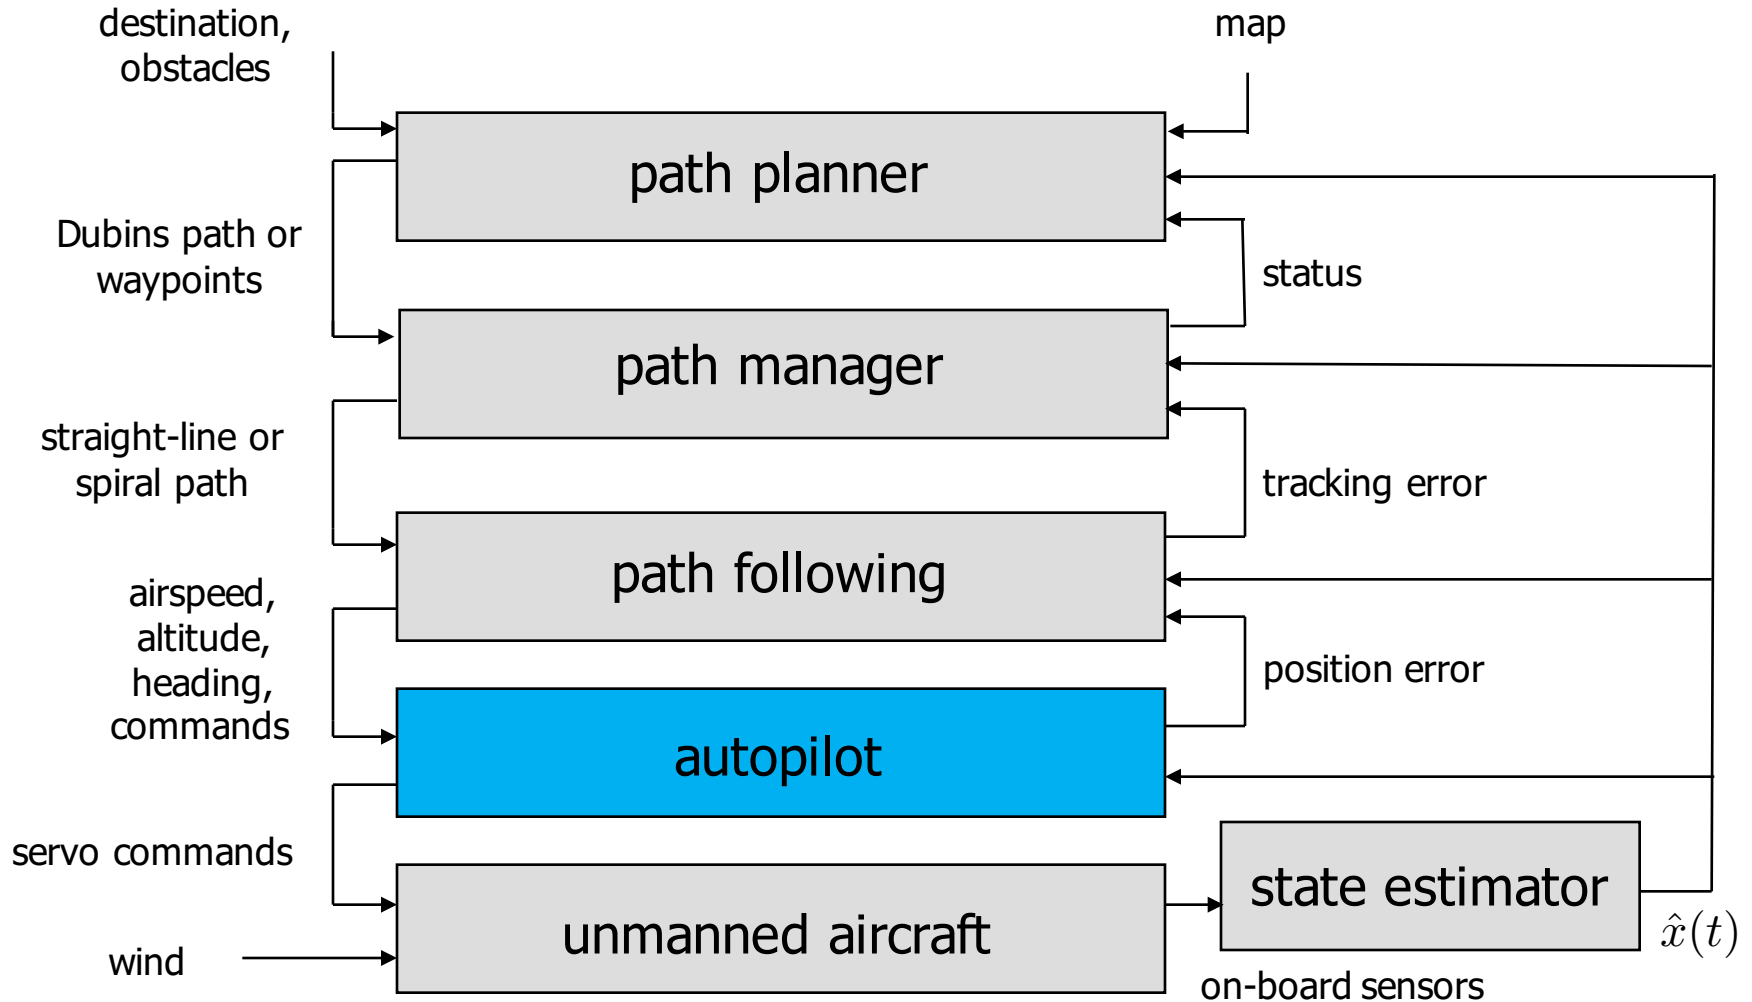 destination,
obstacles
map
path planner
Dubins path or
waypoints
status
path manager
straight-line or
spiral path
tracking error
path following
airspeed,
altitude,
heading,
commands
position error
autopilot
servo commands
state estimator
unmanned aircraft
x̂(t)
wind
on-board sensors